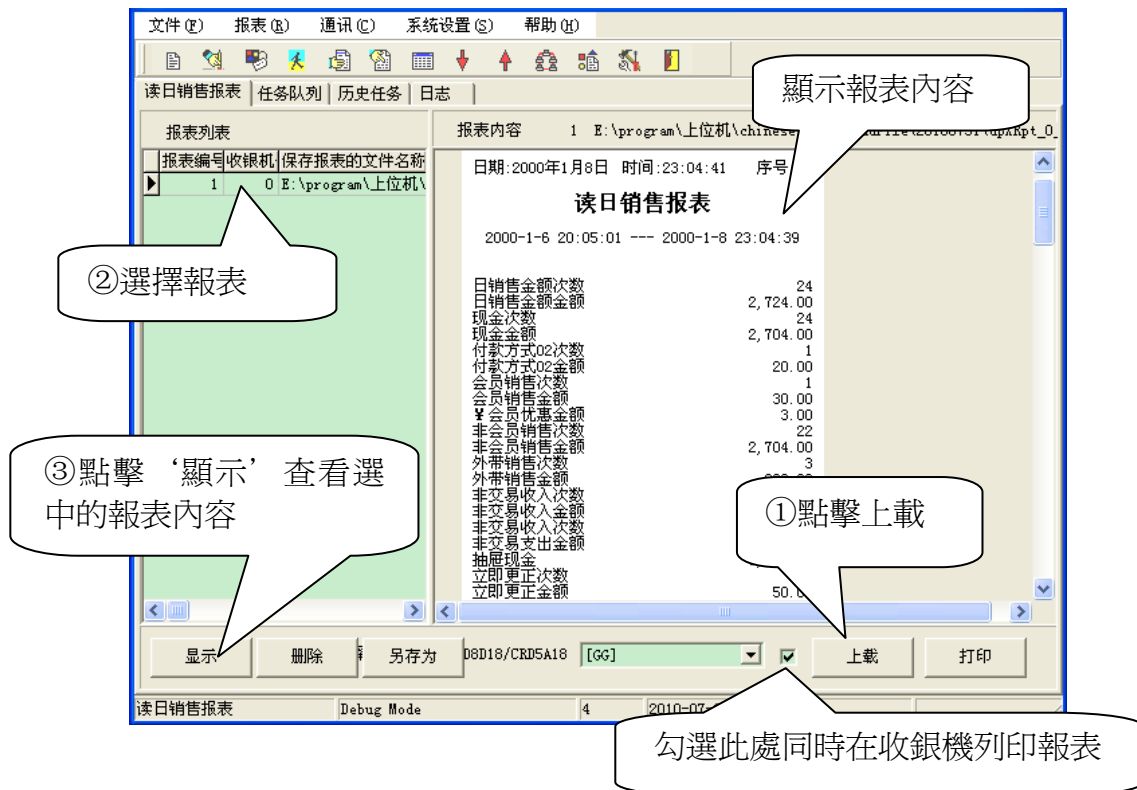 文件(F) 报表(R) 通讯(C) 系统设置(S) 帮助(H)
读日销售报表 任务队列 历史任务 日志
顯示報表內容
报表列表
报表内容 1 E:\program\上位机\chinese
报表编号 收银机 保存报表的文件名称
1 0 E:\program\上位机\
②選擇報表
日期:2000年1月8日 时间:23:04:41 序号
读日销售报表
2000-1-6 20:05:01 --- 2000-1-8 23:04:39
日销售金额次数 24
日销售金额金额 2,724.00
现金次数 24
现金金额 2,704.00
付款方式02次数 1
付款方式02金额 20.00
会员销售次数 1
会员销售金额 30.00
¥会员优惠金额 3.00
非会员销售次数 22
非会员销售金额 2,704.00
外带销售次数 3
外带销售金额
非交易收入次数
非交易收入金额
非交易收入次数
非交易支出金额
抽屉现金
立即更正次数
立即更正金额 50.
③點擊‘顯示’查看選
中的報表內容
①點擊上載
显示 删除 另存为 D8D18/CRD5A18 [GG] 上载 打印
读日销售报表 Debug Mode 4 2010-07-
勾選此處同時在收銀機列印報表